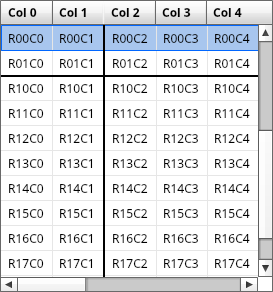 Col 0 Col 1 Col 2 Col 3 Col 4
R00C0 R00C1 R00C2 R00C3 R00C4
R01C0 R01C1 R01C2 R01C3 R01C4
R10C0 R10C1 R10C2 R10C3 R10C4
R11C0 R11C1 R11C2 R11C3 R11C4
R12C0 R12C1 R12C2 R12C3 R12C4
R13C0 R13C1 R13C2 R13C3 R13C4
R14C0 R14C1 R14C2 R14C3 R14C4
R15C0 R15C1 R15C2 R15C3 R15C4
R16C0 R16C1 R16C2 R16C3 R16C4
R17C0 R17C1 R17C2 R17C3 R17C4